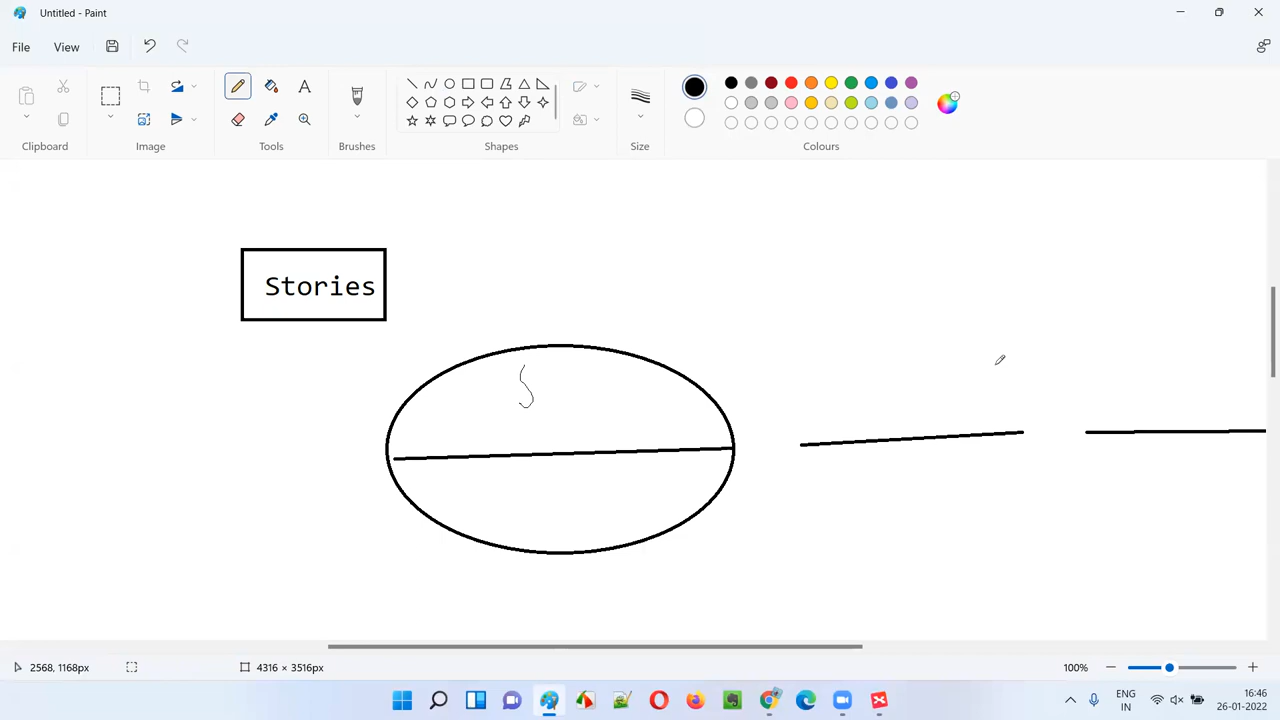 Untitled - Paint
File View
Clipboard Image Tools Brushes Shapes Size Colours
Stories
2568, 1168px 4316 × 3516px 100%
ENG 16:46
IN 26-01-2022